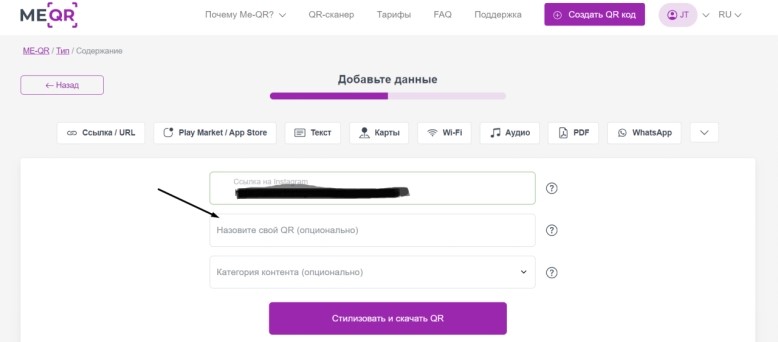 MEQR
Почему Me-QR? QR-сканер Тарифы FAQ Поддержка Создать QR код JT RU
ME-QR / Тип / Содержание
← Назад
Добавьте данные
Ссылка / URL Play Market / App Store Текст Карты Wi-Fi Аудио PDF WhatsApp
Ссылка на Instagram
?
Назовите свой QR (опционально) ?
Категория контента (опционально) ?
Стилизовать и скачать QR